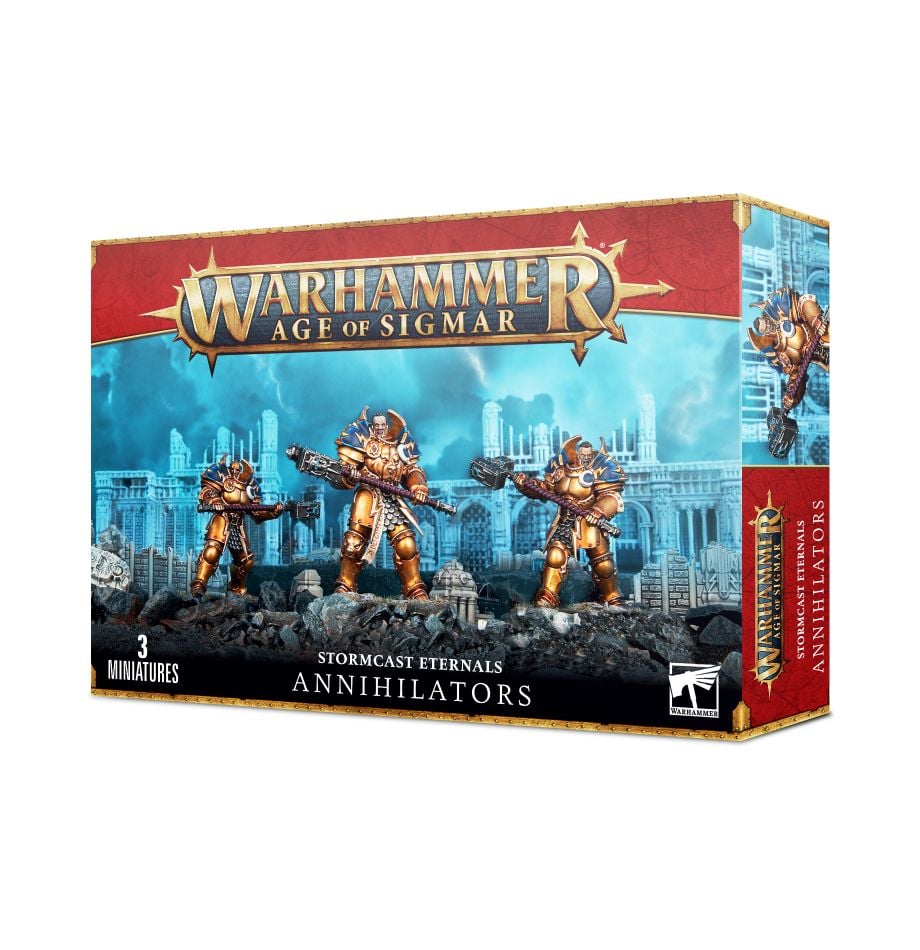 WARHAMMER
®
AGE OF SIGMAR
3
MINIATURES
STORMCAST ETERNALS
ANNIHILATORS
WARHAMMER
WARHAMMER
AGE OF SIGMAR
STORMCAST ETERNALS
ANNIHILATORS